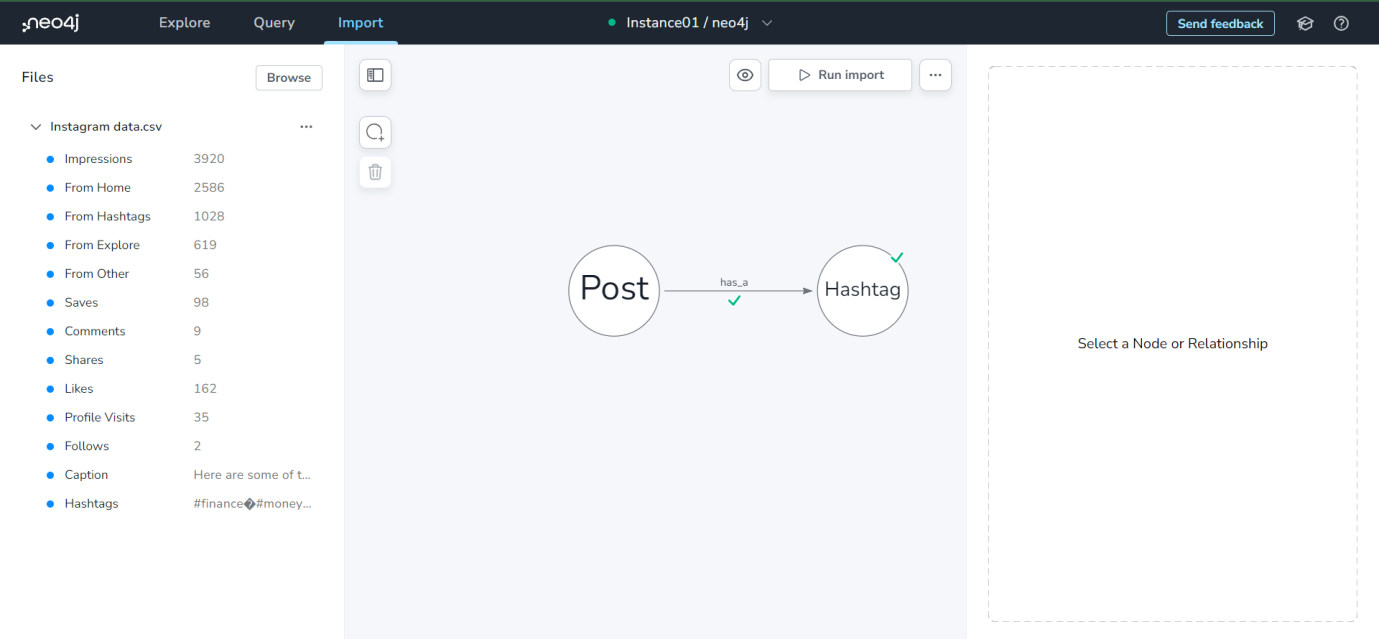 neo4j Explore Query Import Instance01 / neo4j Send feedback
Files Browse
Run import
Instagram data.csv
Impressions 3920
From Home 2586
From Hashtags 1028
From Explore 619
From Other 56
Saves 98
Comments 9
Shares 5
Likes 162
Profile Visits 35
Follows 2
Caption Here are some of t...
Hashtags #finance�#money...
Post
has_a
Hashtag
Select a Node or Relationship